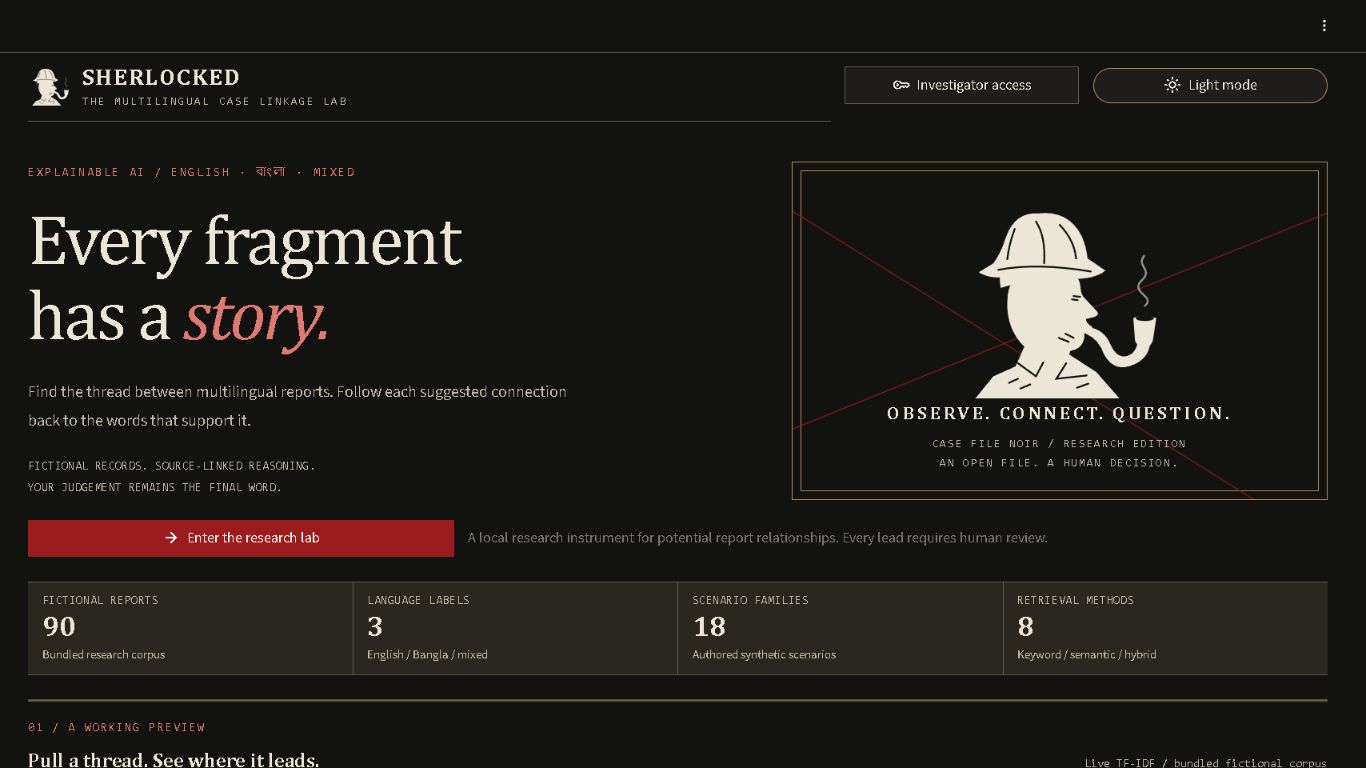 SHERLOCKED
THE MULTILINGUAL CASE LINKAGE LAB
Investigator access
Light mode
EXPLAINABLE AI / ENGLISH · বাংলা · MIXED
Every fragment
has a story.
Find the thread between multilingual reports. Follow each suggested connection
back to the words that support it.
FICTIONAL RECORDS. SOURCE-LINKED REASONING.
YOUR JUDGEMENT REMAINS THE FINAL WORD.
OBSERVE. CONNECT. QUESTION.
CASE FILE NOIR / RESEARCH EDITION
AN OPEN FILE. A HUMAN DECISION.
Enter the research lab
A local research instrument for potential report relationships. Every lead requires human review.
FICTIONAL REPORTS
90
Bundled research corpus
LANGUAGE LABELS
3
English / Bangla / mixed
SCENARIO FAMILIES
18
Authored synthetic scenarios
RETRIEVAL METHODS
8
Keyword / semantic / hybrid
01 / A WORKING PREVIEW
Pull a thread. See where it leads.
Live TF-IDF / bundled fictional corpus